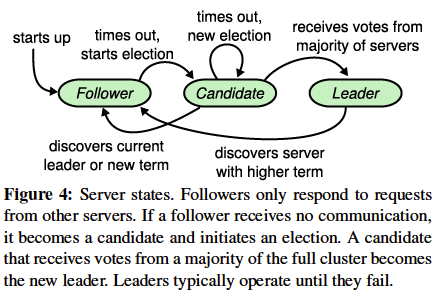 starts up
times out,
starts election
times out,
new election
receives votes from
majority of servers
Follower
Candidate
Leader
discovers current
leader or new term
discovers server
with higher term
Figure 4: Server states. Followers only respond to requests
from other servers. If a follower receives no communication,
it becomes a candidate and initiates an election. A candidate
that receives votes from a majority of the full cluster becomes
the new leader. Leaders typically operate until they fail.